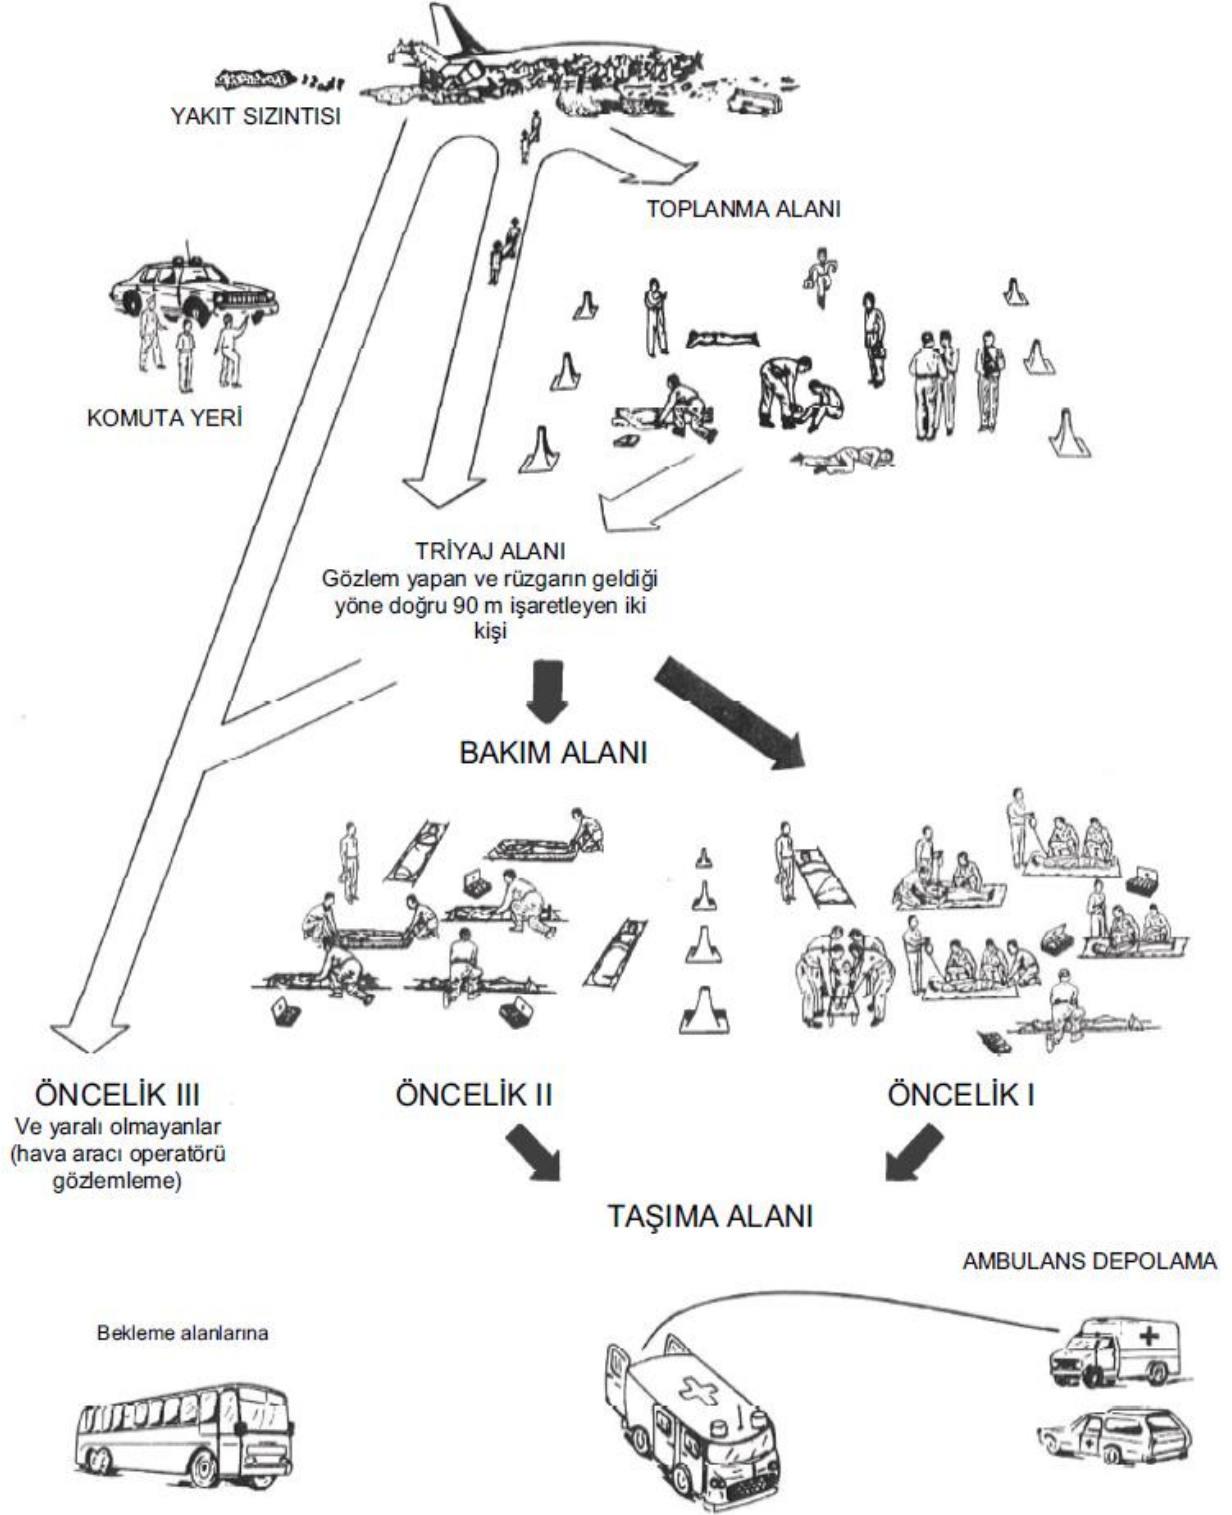 YAKIT SIZINTISI
TOPLANMA ALANI
KOMUTA YERİ
TRİYAJ ALANI
Gözlem yapan ve rüzgarın geldiği
yöne doğru 90 m işaretleyen iki
kişi
BAKIM ALANI
ÖNCELİK III
Ve yaralı olmayanlar
(hava aracı operatörü
gözlemleme)
ÖNCELİK II
ÖNCELİK I
TAŞIMA ALANI
AMBULANS DEPOLAMA
Bekleme alanlarına